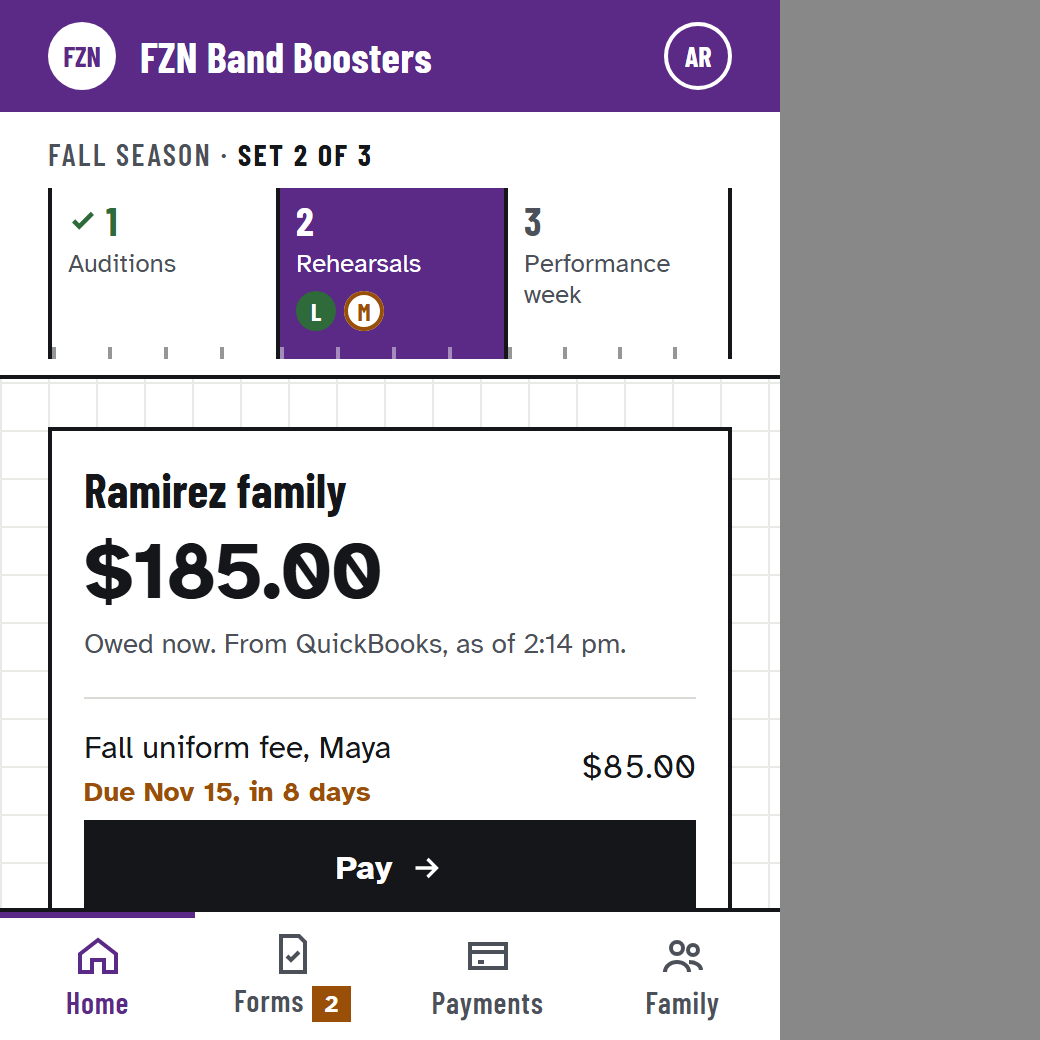 FZN
FZN Band Boosters
AR
FALL SEASON · SET 2 OF 3
1
Auditions
2
Rehearsals
L M
3
Performance
week
Ramirez family
$185.00
Owed now. From QuickBooks, as of 2:14 pm.
Fall uniform fee, Maya
$85.00
Due Nov 15, in 8 days
Pay →
Home
Forms 2
Payments
Family